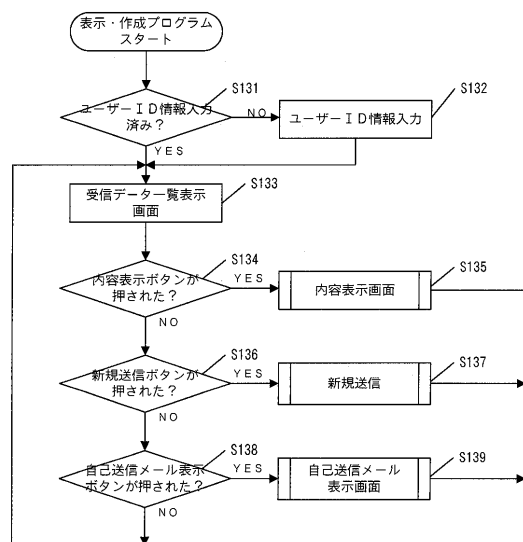 表示・作成プログラム
スタート
S131
ユーザーID情報入力
済み?
NO
S132
ユーザーID情報入力
YES
S133
受信データ一覧表示
画面
S134
内容表示ボタンが
押された?
YES
S135
内容表示画面
NO
S136
新規送信ボタンが
押された?
YES
S137
新規送信
NO
S138
自己送信メール表示
ボタンが押された?
YES
S139
自己送信メール
表示画面
NO